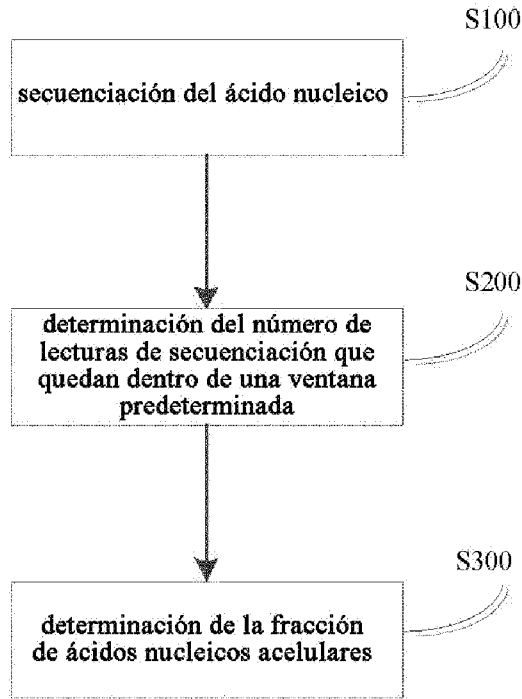 S100
secuenciación del ácido nucleico
S200
determinación del número de
lecturas de secuenciación que
quedan dentro de una ventana
predeterminada
S300
determinación de la fracción
de ácidos nucleicos acelulares